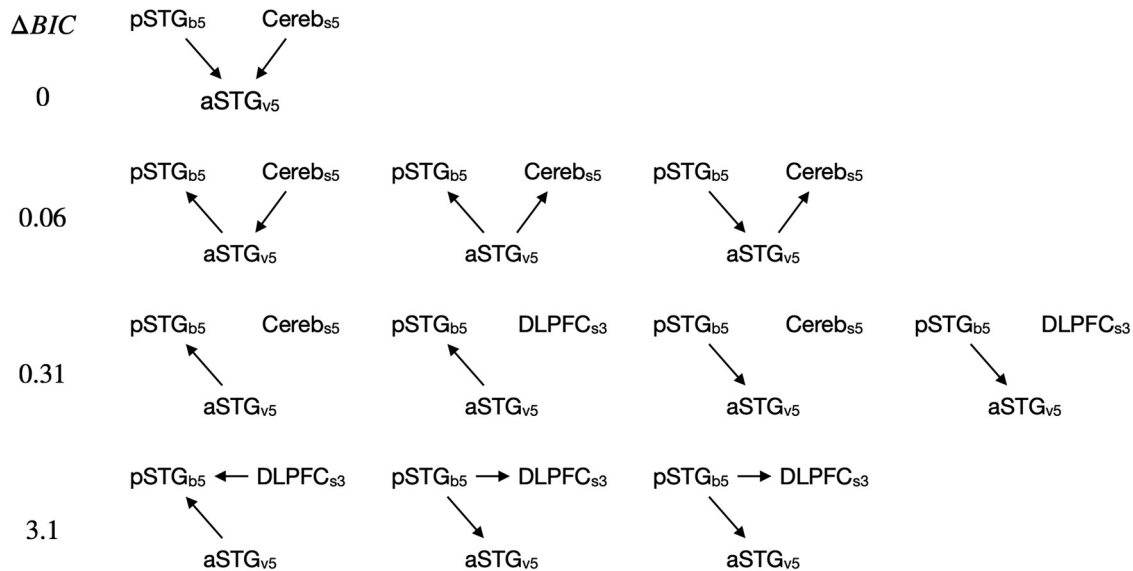 ΔBIC pSTGb5 Cerebs5
0 aSTGv5
pSTGb5 Cerebs5 pSTGb5 Cerebs5 pSTGb5 Cerebs5
0.06
aSTGv5 aSTGv5 aSTGv5
pSTGb5 Cerebs5 pSTGb5 DLPFCs3 pSTGb5 Cerebs5 pSTGb5 DLPFCs3
0.31
aSTGv5 aSTGv5 aSTGv5 aSTGv5
pSTGb5 DLPFCs3 pSTGb5 DLPFCs3 pSTGb5 DLPFCs3
3.1
aSTGv5 aSTGv5 aSTGv5